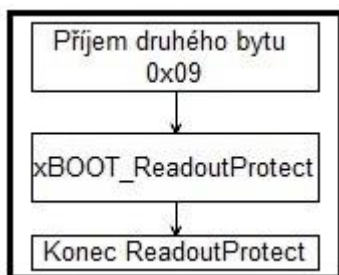 Příjem druhého bytu
0x09
xBOOT_ReadoutProtect
Konec ReadoutProtect